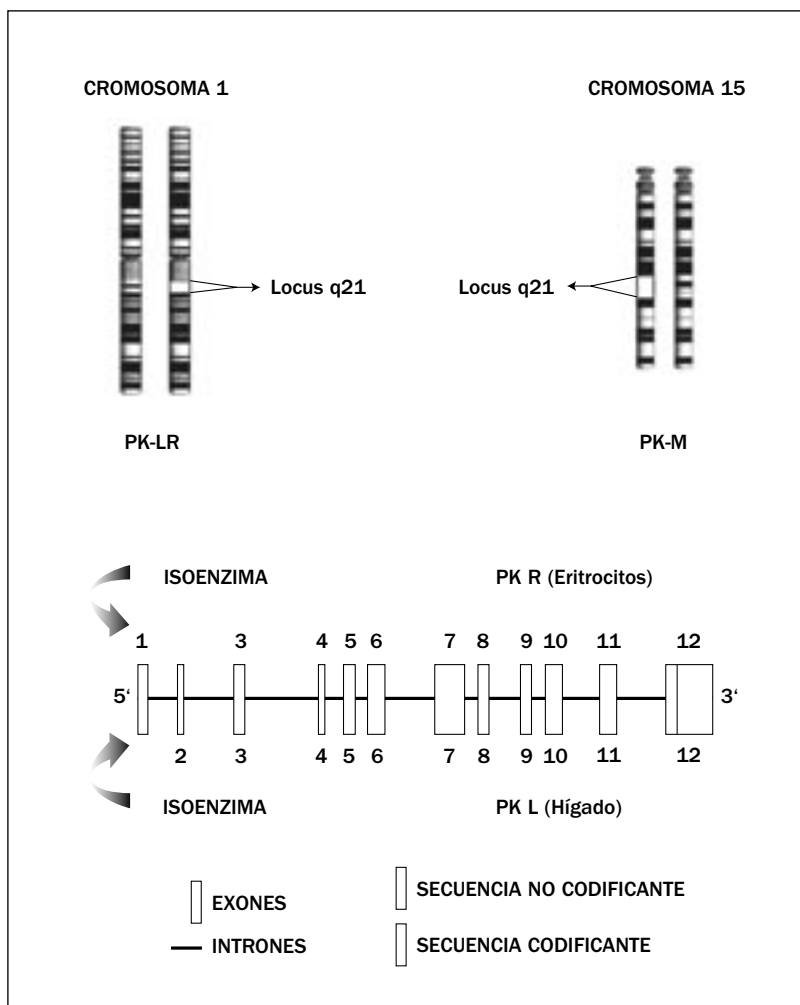 CROMOSOMA 1
CROMOSOMA 15
Locus q21
Locus q21
PK-LR
PK-M
ISOENZIMA
PK R (Eritrocitos)
1 3 4 5 6 7 8 9 10 11 12
5‘ 3‘
2 3 4 5 6 7 8 9 10 11 12
ISOENZIMA
PK L (Hígado)
EXONES
SECUENCIA NO CODIFICANTE
INTRONES
SECUENCIA CODIFICANTE